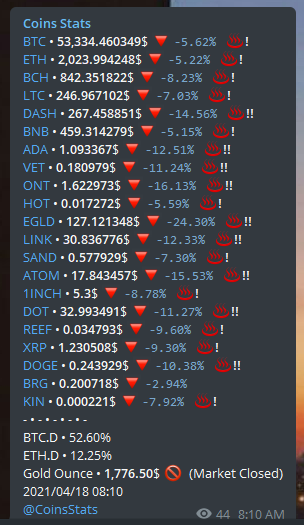 Coins Stats
BTC • 53,334.460349$ 🔻 -5.62% ♨️!
ETH • 2,023.994248$ 🔻 -5.22% ♨️!
BCH • 842.351822$ 🔻 -8.23% ♨️!
LTC • 246.967102$ 🔻 -7.03% ♨️!
DASH • 267.458851$ 🔻 -14.56% ♨️!!
BNB • 459.314279$ 🔻 -5.15% ♨️!
ADA • 1.093367$ 🔻 -12.51% ♨️!!
VET • 0.180979$ 🔻 -11.24% ♨️!!
ONT • 1.622973$ 🔻 -16.13% ♨️!!
HOT • 0.017272$ 🔻 -5.59% ♨️!
EGLD • 127.121348$ 🔻 -24.30% ♨️!!
LINK • 30.836776$ 🔻 -12.33% ♨️!!
SAND • 0.577929$ 🔻 -7.30% ♨️!
ATOM • 17.843457$ 🔻 -15.53% ♨️!!
1INCH • 5.3$ 🔻 -8.78% ♨️!
DOT • 32.993491$ 🔻 -11.27% ♨️!!
REEF • 0.034793$ 🔻 -9.60% ♨️!
XRP • 1.230508$ 🔻 -9.30% ♨️!
DOGE • 0.243929$ 🔻 -10.38% ♨️!!
BRG • 0.200718$ 🔻 -2.94%
KIN • 0.000221$ 🔻 -7.92% ♨️!
- • - • - • - • -
BTC.D • 52.60%
ETH.D • 12.25%
Gold Ounce • 1,776.50$ 🚫 (Market Closed)
2021/04/18 08:10
@CoinsStats
44 8:10 AM